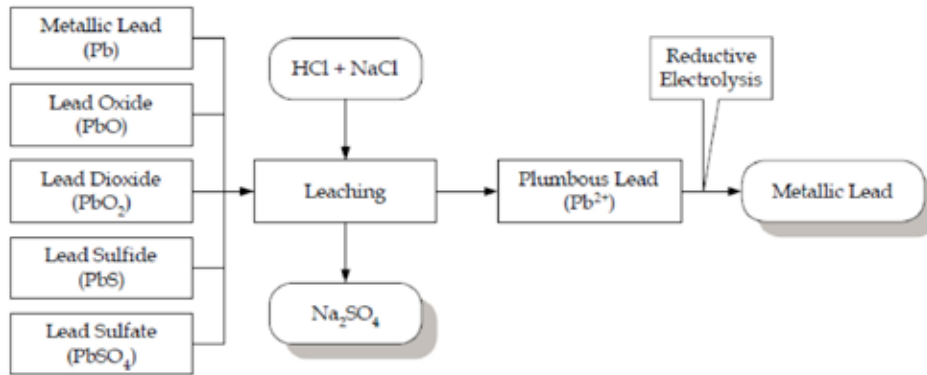 Metallic Lead
(Pb)
Lead Oxide
(PbO)
Lead Dioxide
(PbO₂)
Lead Sulfide
(PbS)
Lead Sulfate
(PbSO₄)
HCl + NaCl
Leaching
Na₂SO₄
Plumbous Lead
(Pb²⁺)
Reductive
Electrolysis
Metallic Lead